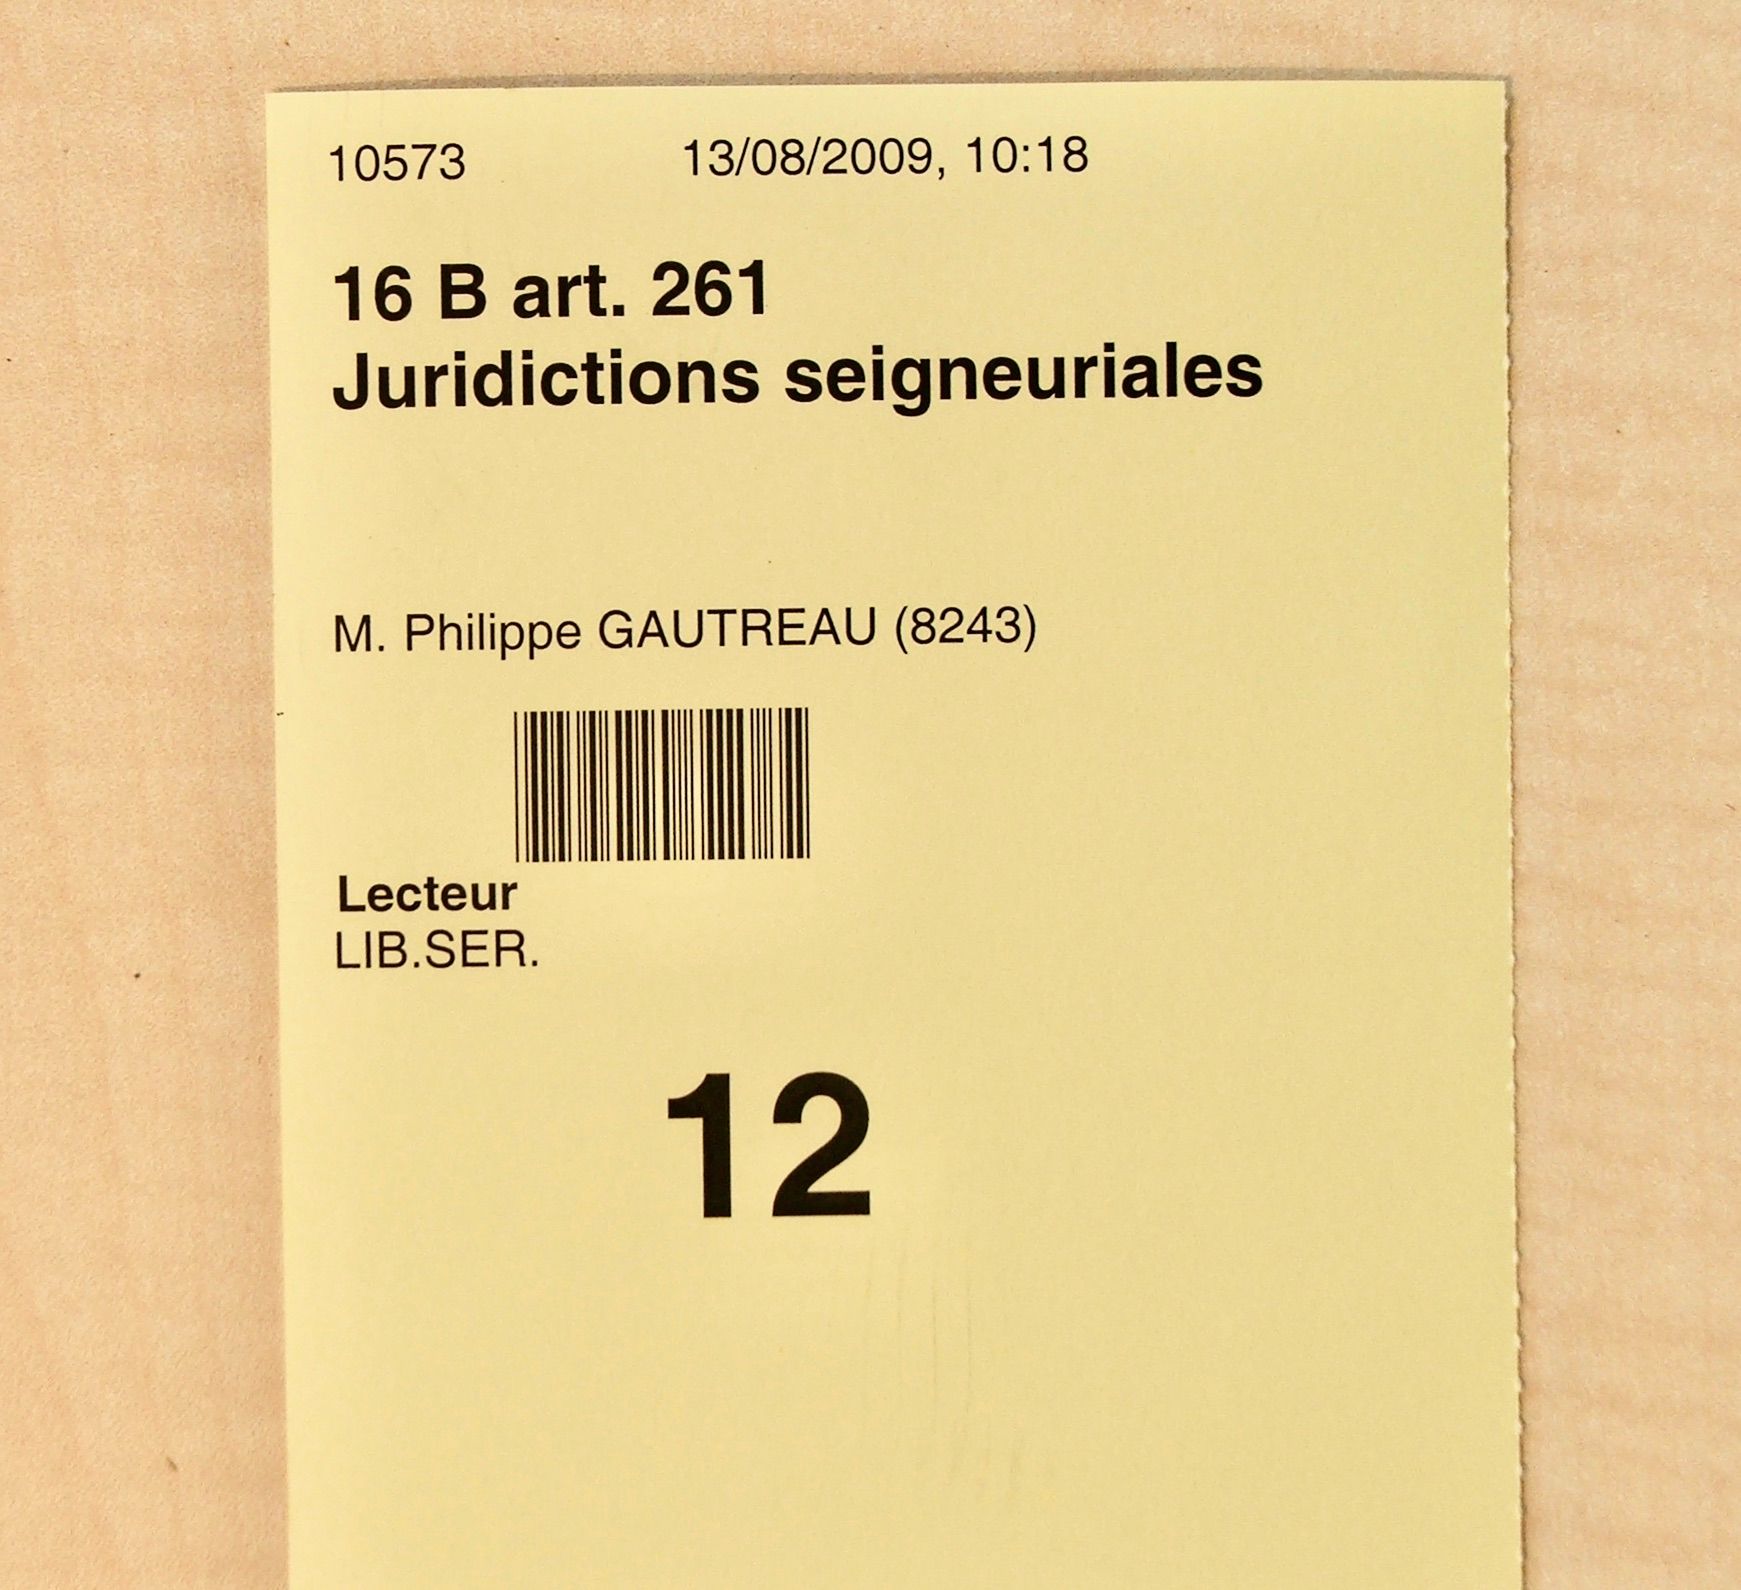 10573 13/08/2009, 10:18
16 B art. 261
Juridictions seigneuriales
M. Philippe GAUTREAU (8243)
Lecteur
LIB.SER.
12